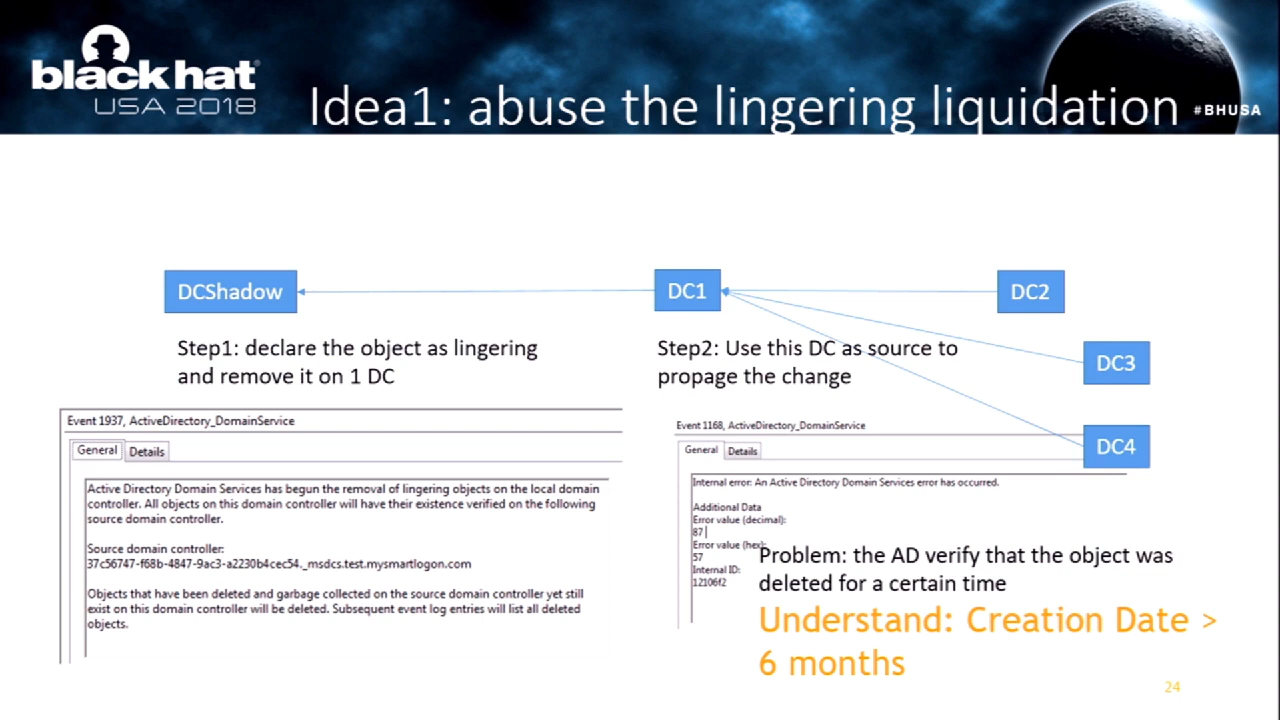 black hat
USA 2018
Idea1: abuse the lingering liquidation
#BHUSA
DCShadow
DC1
DC2
DC3
DC4
Step1: declare the object as lingering
and remove it on 1 DC
Step2: Use this DC as source to
propage the change
Event 1937, ActiveDirectory_DomainService
General Details
Active Directory Domain Services has begun the removal of lingering objects on the local domain
controller. All objects on this domain controller will have their existence verified on the following
source domain controller.
Source domain controller:
37c56747-f68b-4847-9ac3-a2230b4cec54._msdcs.test.mysmartlogon.com
Objects that have been deleted and garbage collected on the source domain controller yet still
exist on this domain controller will be deleted. Subsequent event log entries will list all deleted
objects.
Event 1168, ActiveDirectory_DomainService
General Details
Internal error: An Active Directory Domain Services error has occurred.
Additional Data
Error value (decimal):
87
Error value (hex):
57
Internal ID:
12106f2
Problem: the AD verify that the object was
deleted for a certain time
Understand: Creation Date >
6 months
24